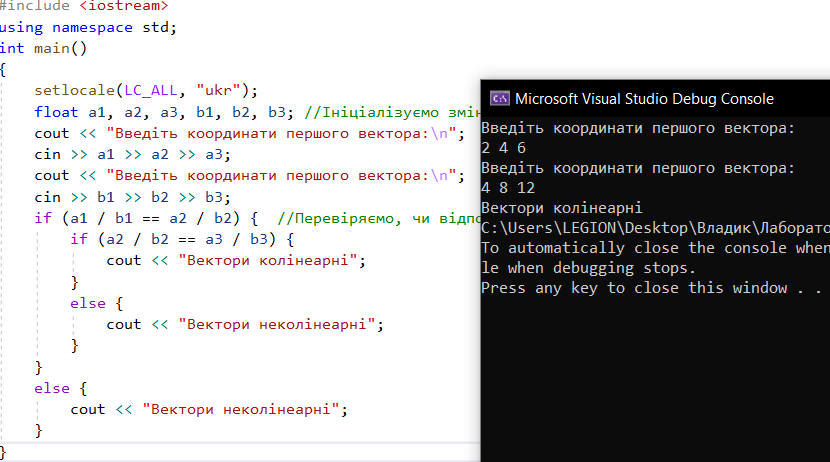 #include <iostream>
using namespace std;
int main()
{
setlocale(LC_ALL, "ukr");
float a1, a2, a3, b1, b2, b3; //Ініціалізуємо змін
cout << "Введіть координати першого вектора:\n";
cin >> a1 >> a2 >> a3;
cout << "Введіть координати першого вектора:\n";
cin >> b1 >> b2 >> b3;
if (a1 / b1 == a2 / b2) { //Перевіряємо, чи відпо
if (a2 / b2 == a3 / b3) {
cout << "Вектори колінеарні";
}
else {
cout << "Вектори неколінеарні";
}
}
else {
cout << "Вектори неколінеарні";
}
}
Microsoft Visual Studio Debug Console
Введіть координати першого вектора:
2 4 6
Введіть координати першого вектора:
4 8 12
Вектори колінеарні
C:\Users\LEGION\Desktop\Владик\Лаборато
To automatically close the console when
le when debugging stops.
Press any key to close this window . .